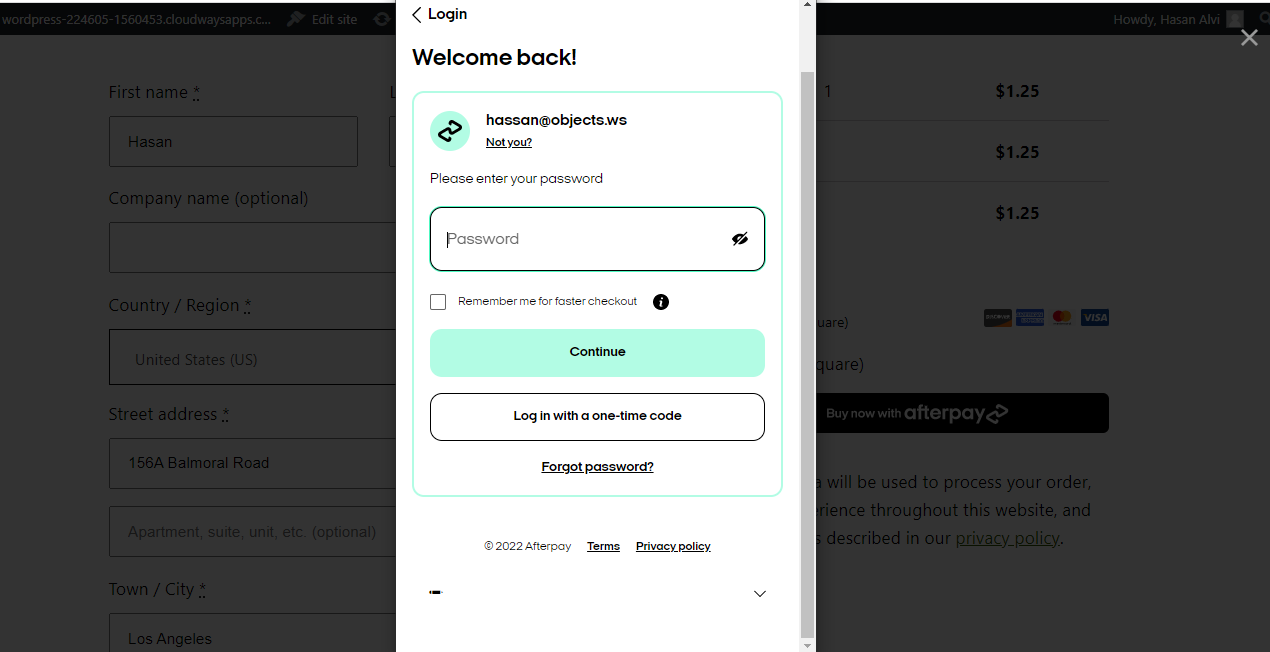 wordpress-224605-1560453.cloudwaysapps.c... Edit site Howdy, Hasan Alvi
Login
Welcome back!
hassan@objects.ws
Not you?
Please enter your password
Password
Remember me for faster checkout
Continue
Log in with a one-time code
Forgot password?
© 2022 Afterpay Terms Privacy policy
First name *
Hasan
Company name (optional)
Country / Region *
United States (US)
Street address *
156A Balmoral Road
Apartment, suite, unit, etc. (optional)
Town / City *
Los Angeles
1 $1.25
$1.25
$1.25
uare) DISCOVER VISA
quare)
Buy now with afterpay
a will be used to process your order,
erience throughout this website, and
s described in our privacy policy.